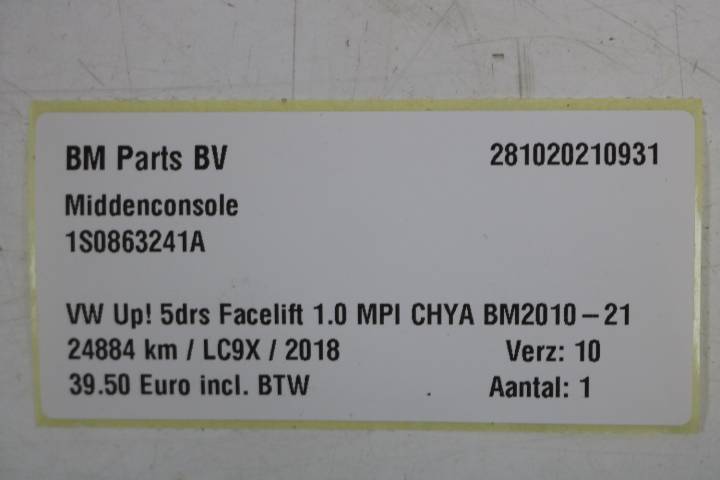 BM Parts BV 281020210931
Middenconsole
1S0863241A
VW Up! 5drs Facelift 1.0 MPI CHYA BM2010-21
24884 km / LC9X / 2018 Verz: 10
39.50 Euro incl. BTW Aantal: 1